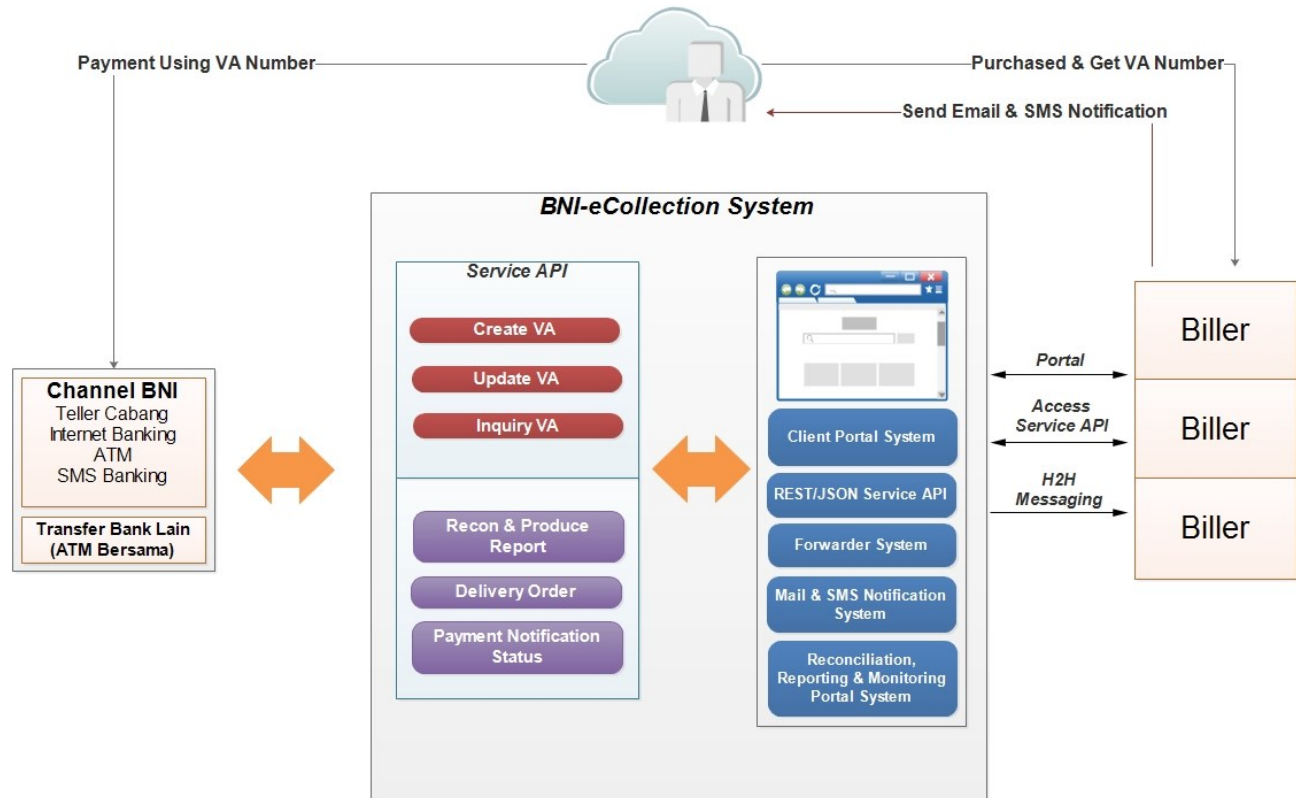 Payment Using VA Number
Purchased & Get VA Number
Send Email & SMS Notification
BNI-eCollection System
Service API
Create VA
Update VA
Inquiry VA
Recon & Produce
Report
Delivery Order
Payment Notification
Status
Channel BNI
Teller Cabang
Internet Banking
ATM
SMS Banking
Transfer Bank Lain
(ATM Bersama)
Client Portal System
REST/JSON Service API
Forwarder System
Mail & SMS Notification
System
Reconciliation,
Reporting & Monitoring
Portal System
Portal
Access
Service API
H2H
Messaging
Biller
Biller
Biller